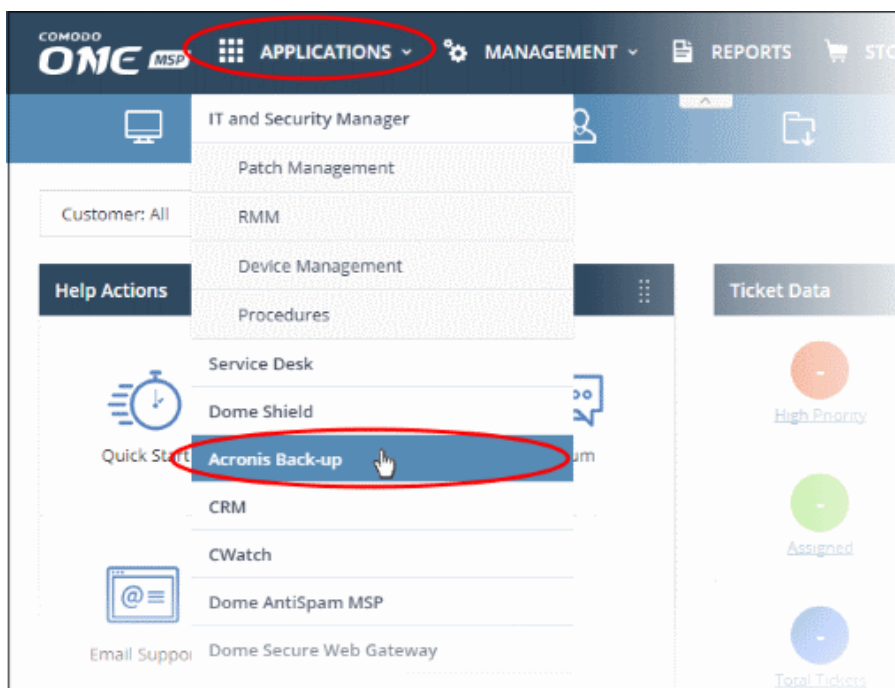 COMODO
ONE MSP
APPLICATIONS
MANAGEMENT
REPORTS
STO
IT and Security Manager
Patch Management
Customer: All
RMM
Device Management
Help Actions
Ticket Data
Procedures
Service Desk
Dome Shield
High Priority
Quick Start
Acronis Back-up
um
CRM
CWatch
Assigned
Dome AntiSpam MSP
Email Suppo
Dome Secure Web Gateway
Total Tickets